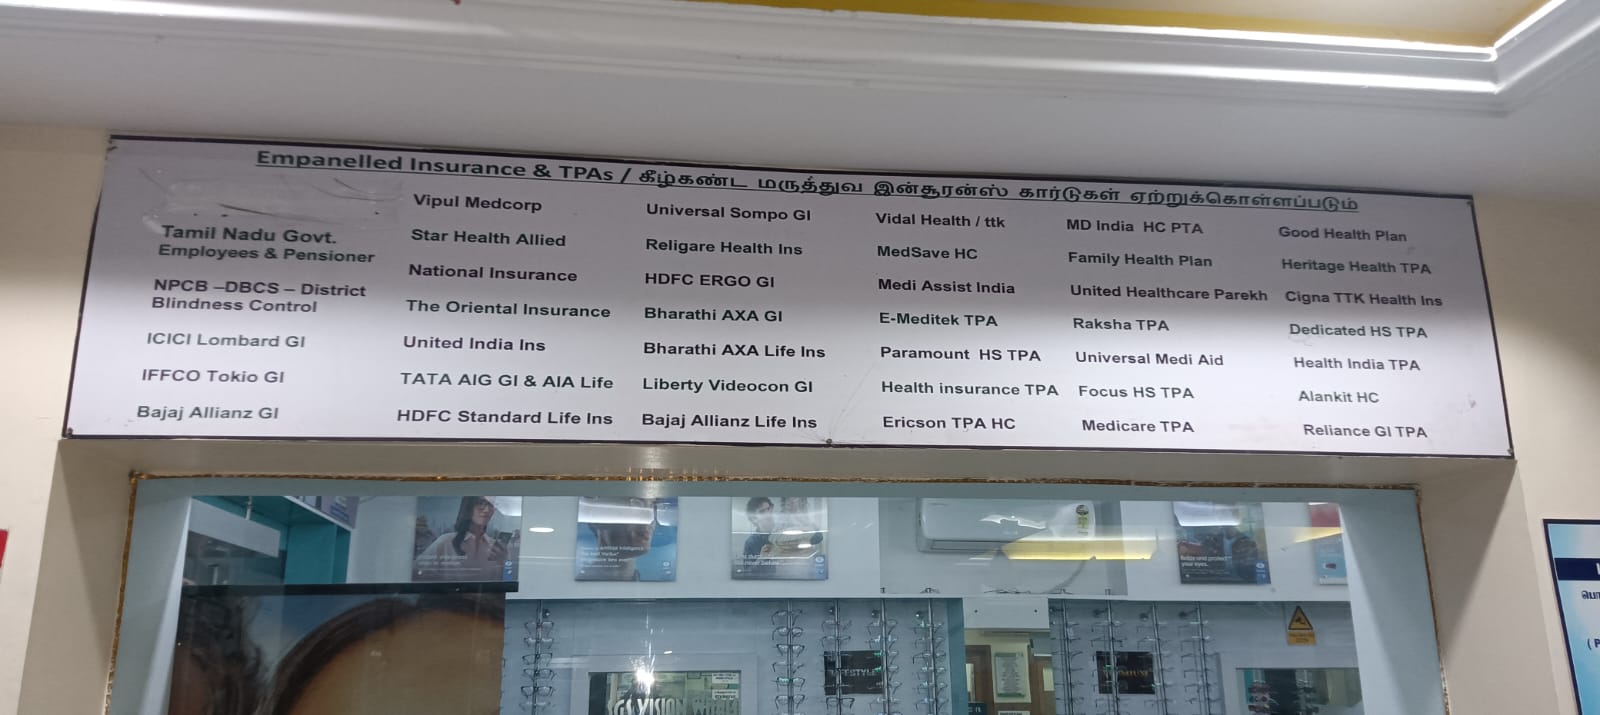 Empanelled Insurance & TPAs / கீழ்கண்ட மருத்துவ இன்சூரன்ஸ் கார்டுகள் ஏற்றுக்கொள்ளப்படும்
Tamil Nadu Govt.
Employees & Pensioner
NPCB –DBCS – District
Blindness Control
ICICI Lombard GI
IFFCO Tokio GI
Bajaj Allianz GI
Vipul Medcorp
Star Health Allied
National Insurance
The Oriental Insurance
United India Ins
TATA AIG GI & AIA Life
HDFC Standard Life Ins
Universal Sompo GI
Religare Health Ins
HDFC ERGO GI
Bharathi AXA GI
Bharathi AXA Life Ins
Liberty Videocon GI
Bajaj Allianz Life Ins
Vidal Health / ttk
MedSave HC
Medi Assist India
E-Meditek TPA
Paramount HS TPA
Health insurance TPA
Ericson TPA HC
MD India HC PTA
Family Health Plan
United Healthcare Parekh
Raksha TPA
Universal Medi Aid
Focus HS TPA
Medicare TPA
Good Health Plan
Heritage Health TPA
Cigna TTK Health Ins
Dedicated HS TPA
Health India TPA
Alankit HC
Reliance GI TPA
your eyes.
VISION